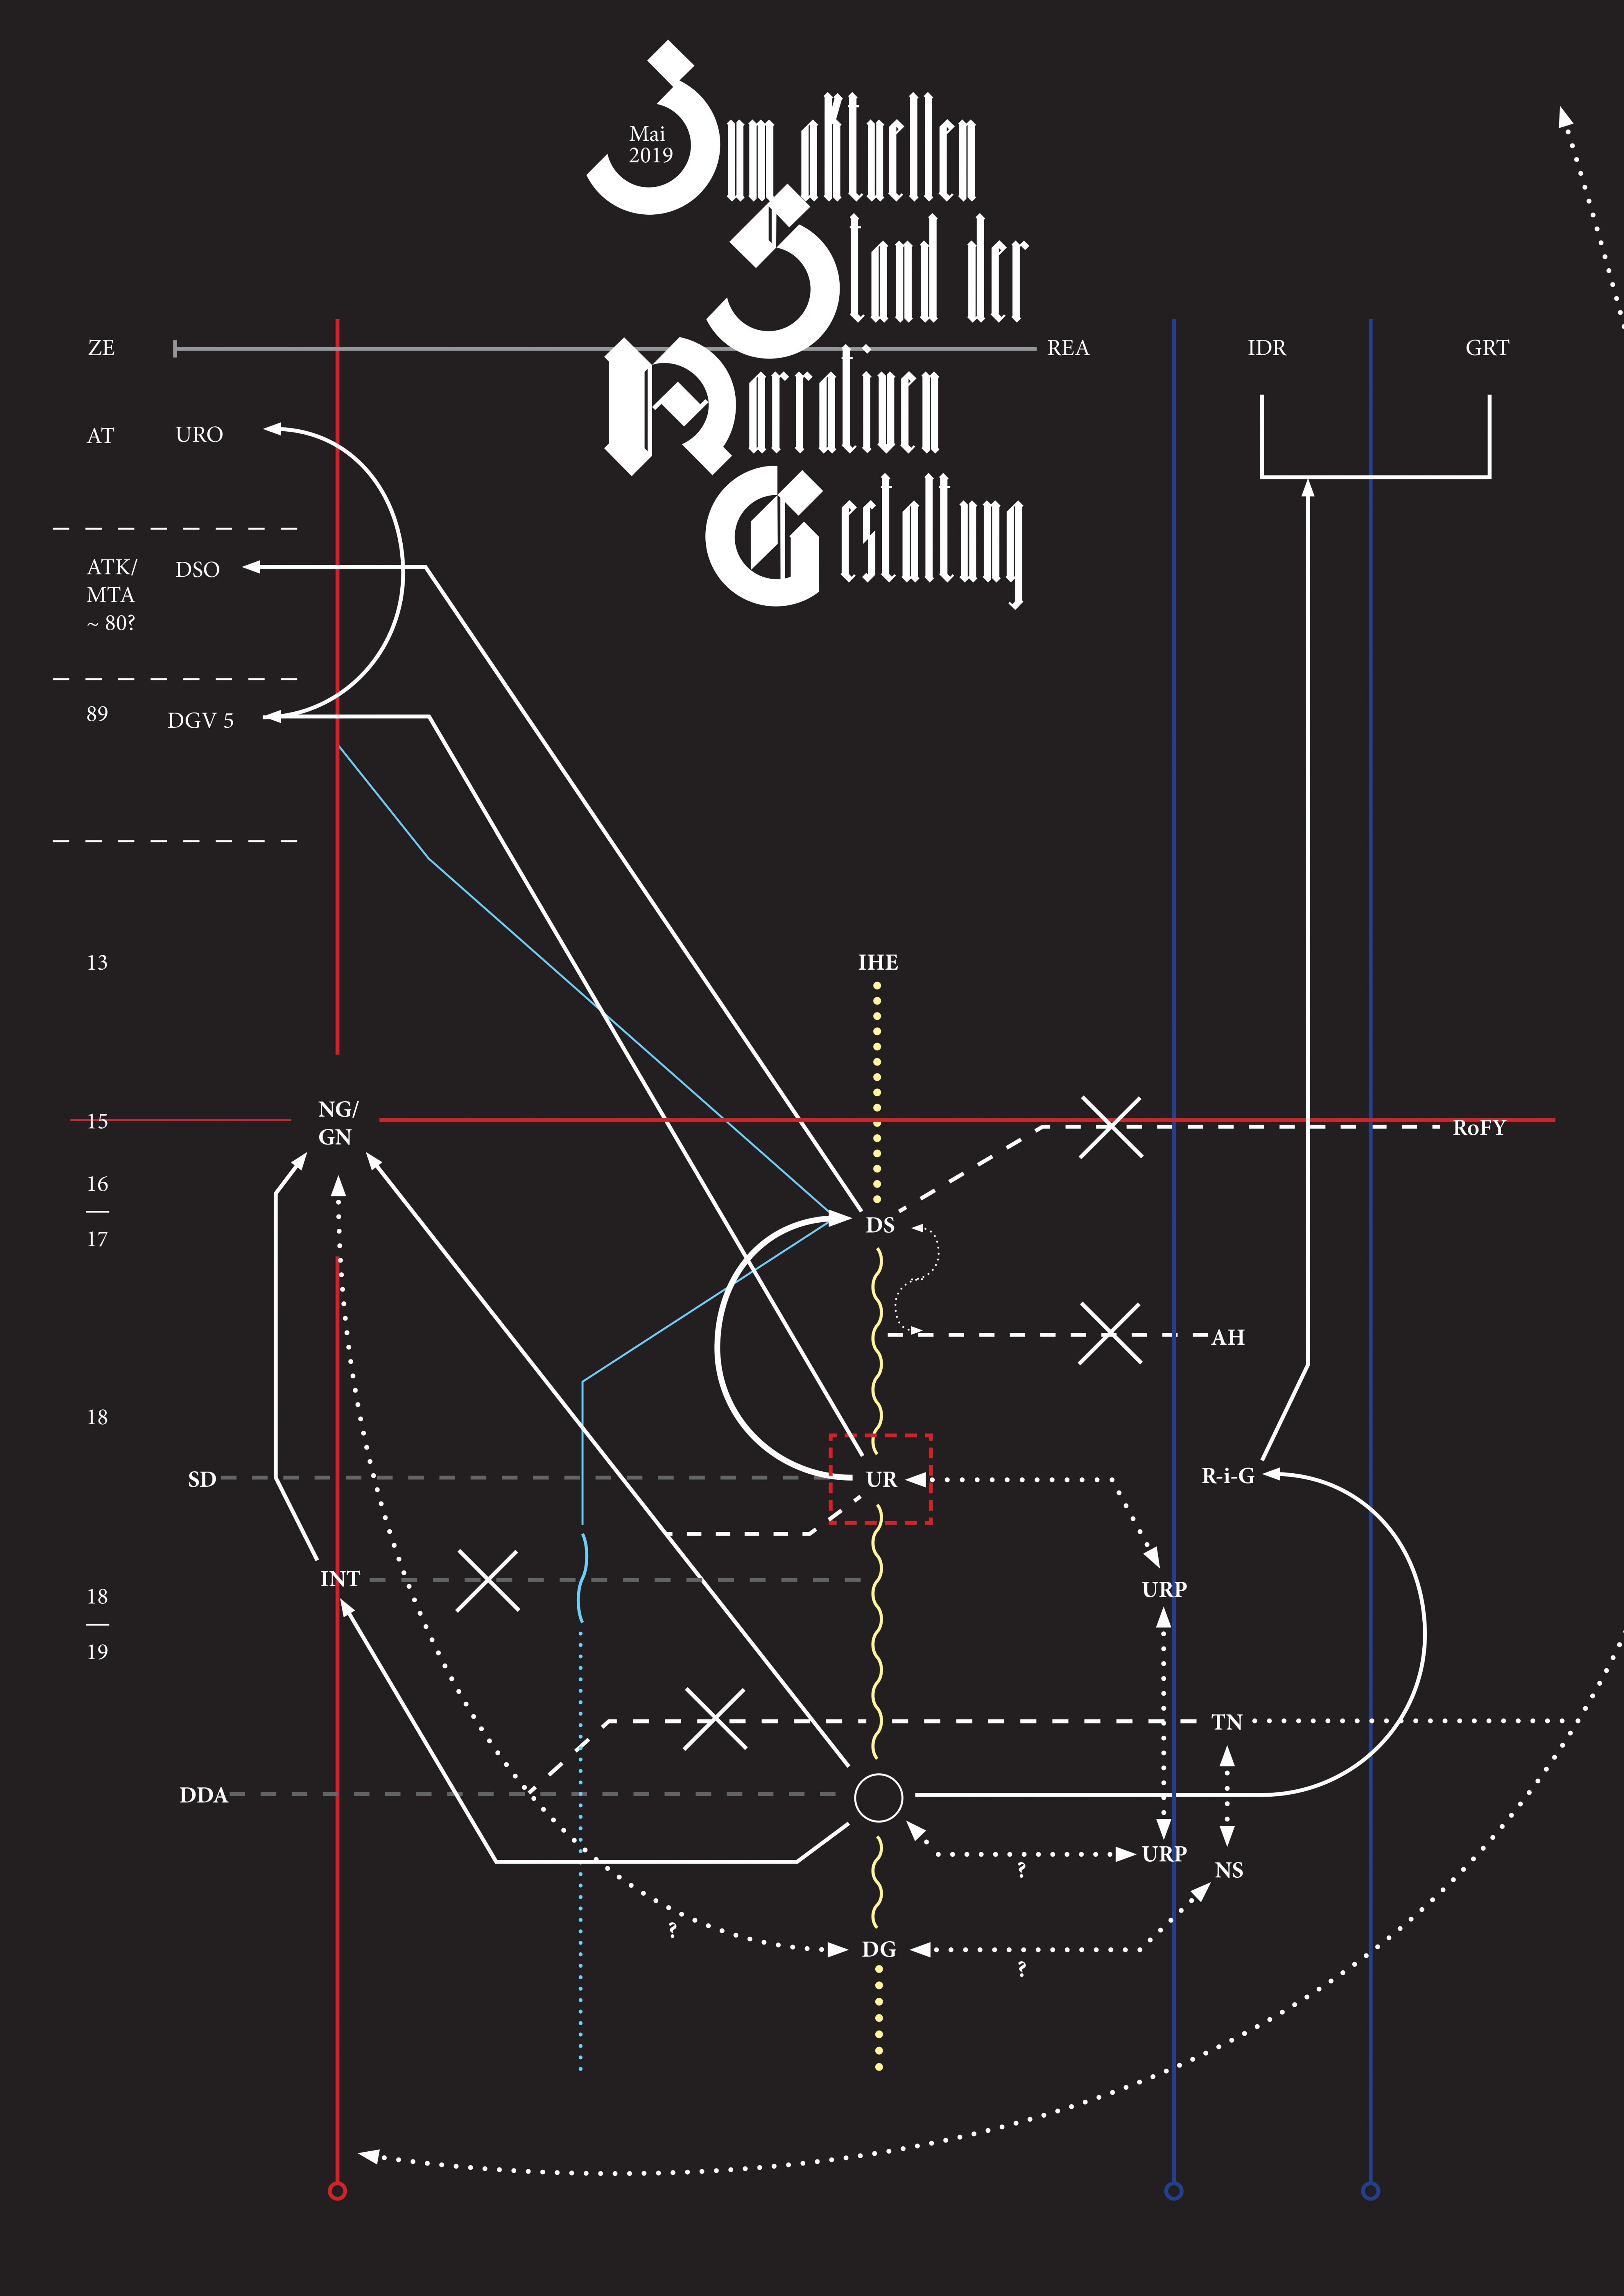 Mai
2019
Zum aktuellen
Stand der
Narrativen
Gestaltung
ZE
REA
IDR
GRT
AT
URO
ATK/
MTA
~ 80?
DSO
89
DGV 5
13
IHE
NG/
GN
15
RoFY
16
17
DS
AH
18
SD
UR
R-i-G
INT
URP
18
19
TN
DDA
URP
?
NS
?
DG
?